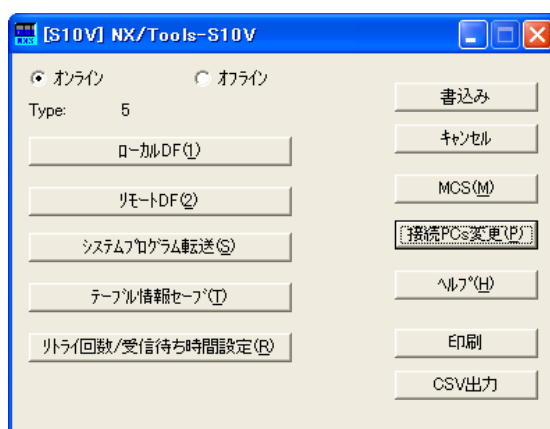 [S10V] NX/Tools-S10V
オンライン
オフライン
Type: 5
ローカルDF(1)
リモートDF(2)
システムプログラム転送(S)
テーブル情報セーブ(T)
リトライ回数/受信待ち時間設定(R)
書込み
キャンセル
MCS(M)
接続PCs変更(P)
ヘルプ(H)
印刷
CSV出力